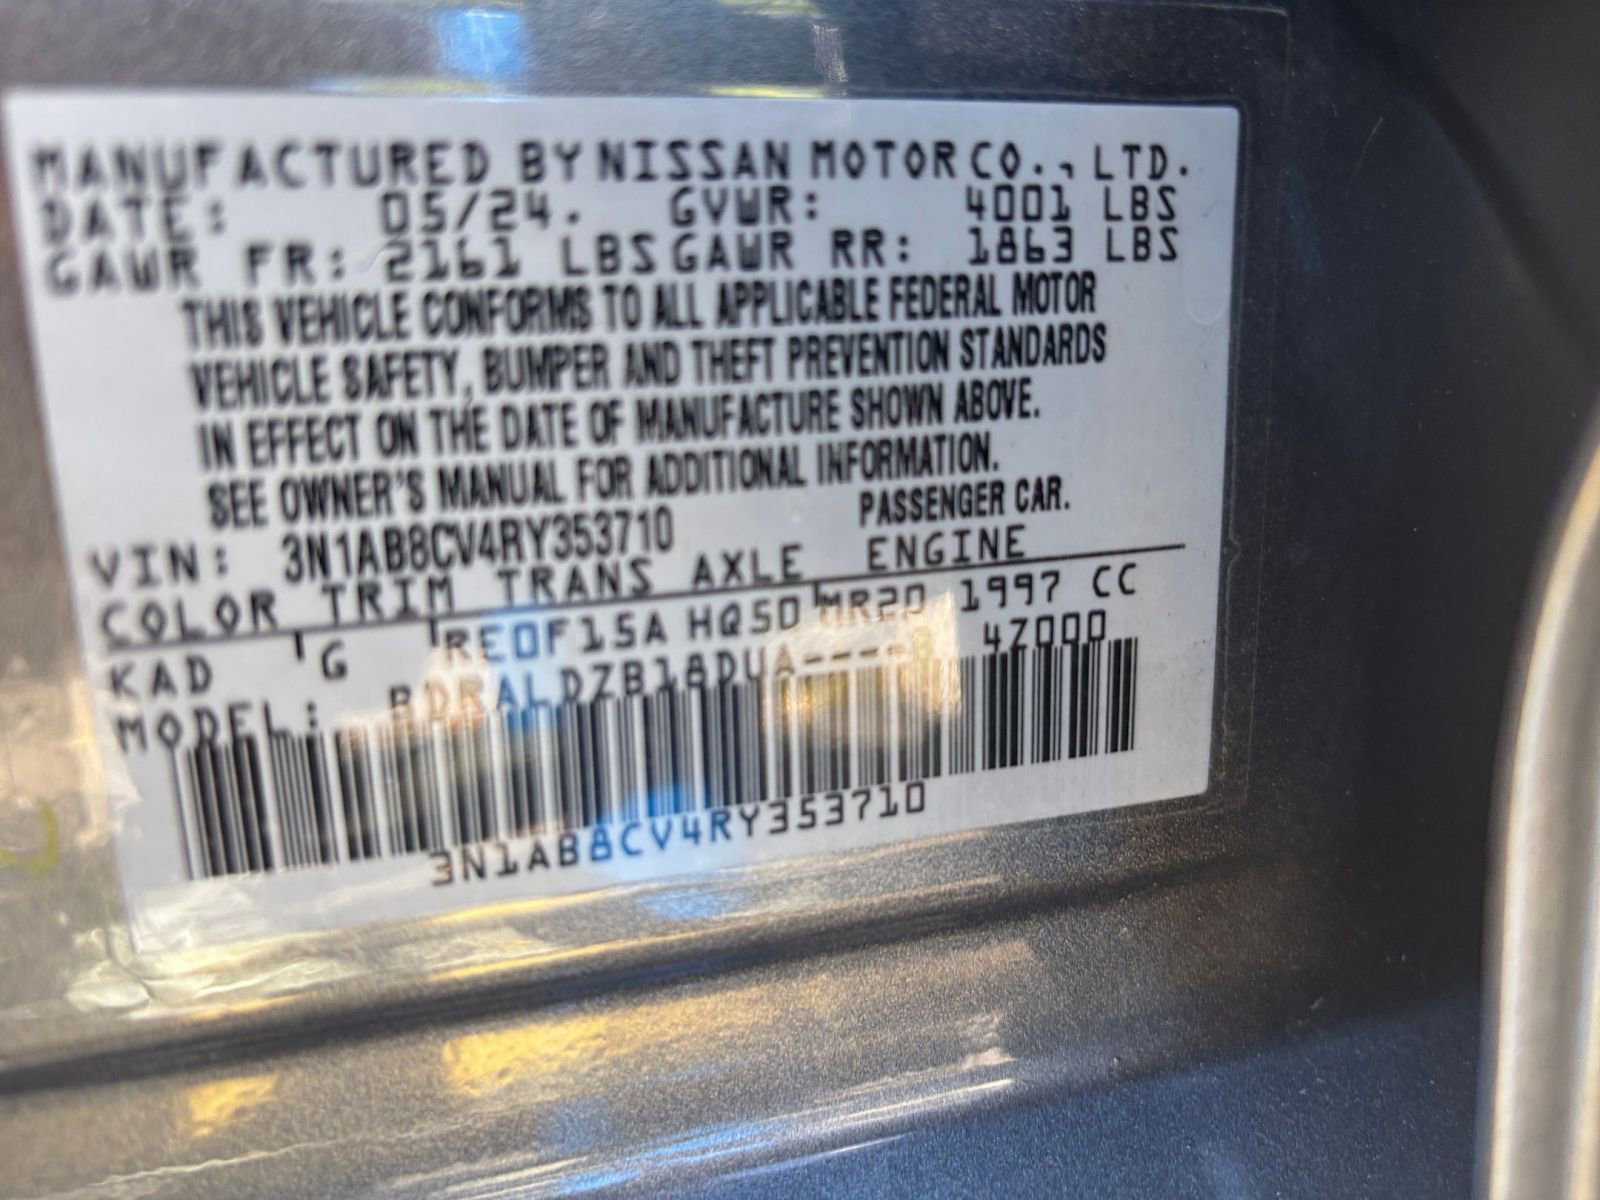 MANUFACTURED BY NISSAN MOTOR CO., LTD.
DATE: 05/24. GVWR: 4001 LBS
GAWR FR: 2161 LBS GAWR RR: 1863 LBS
THIS VEHICLE CONFORMS TO ALL APPLICABLE FEDERAL MOTOR
VEHICLE SAFETY, BUMPER AND THEFT PREVENTION STANDARDS
IN EFFECT ON THE DATE OF MANUFACTURE SHOWN ABOVE.
SEE OWNER'S MANUAL FOR ADDITIONAL INFORMATION.
VIN: 3N1AB8CV4RY353710 PASSENGER CAR.
COLOR TRIM TRANS AXLE ENGINE
KAD G RE0F15A HQ50 MR20 1997 CC
MODEL: BDRALDZB18DUA----B 4Z000
3N1AB8CV4RY353710